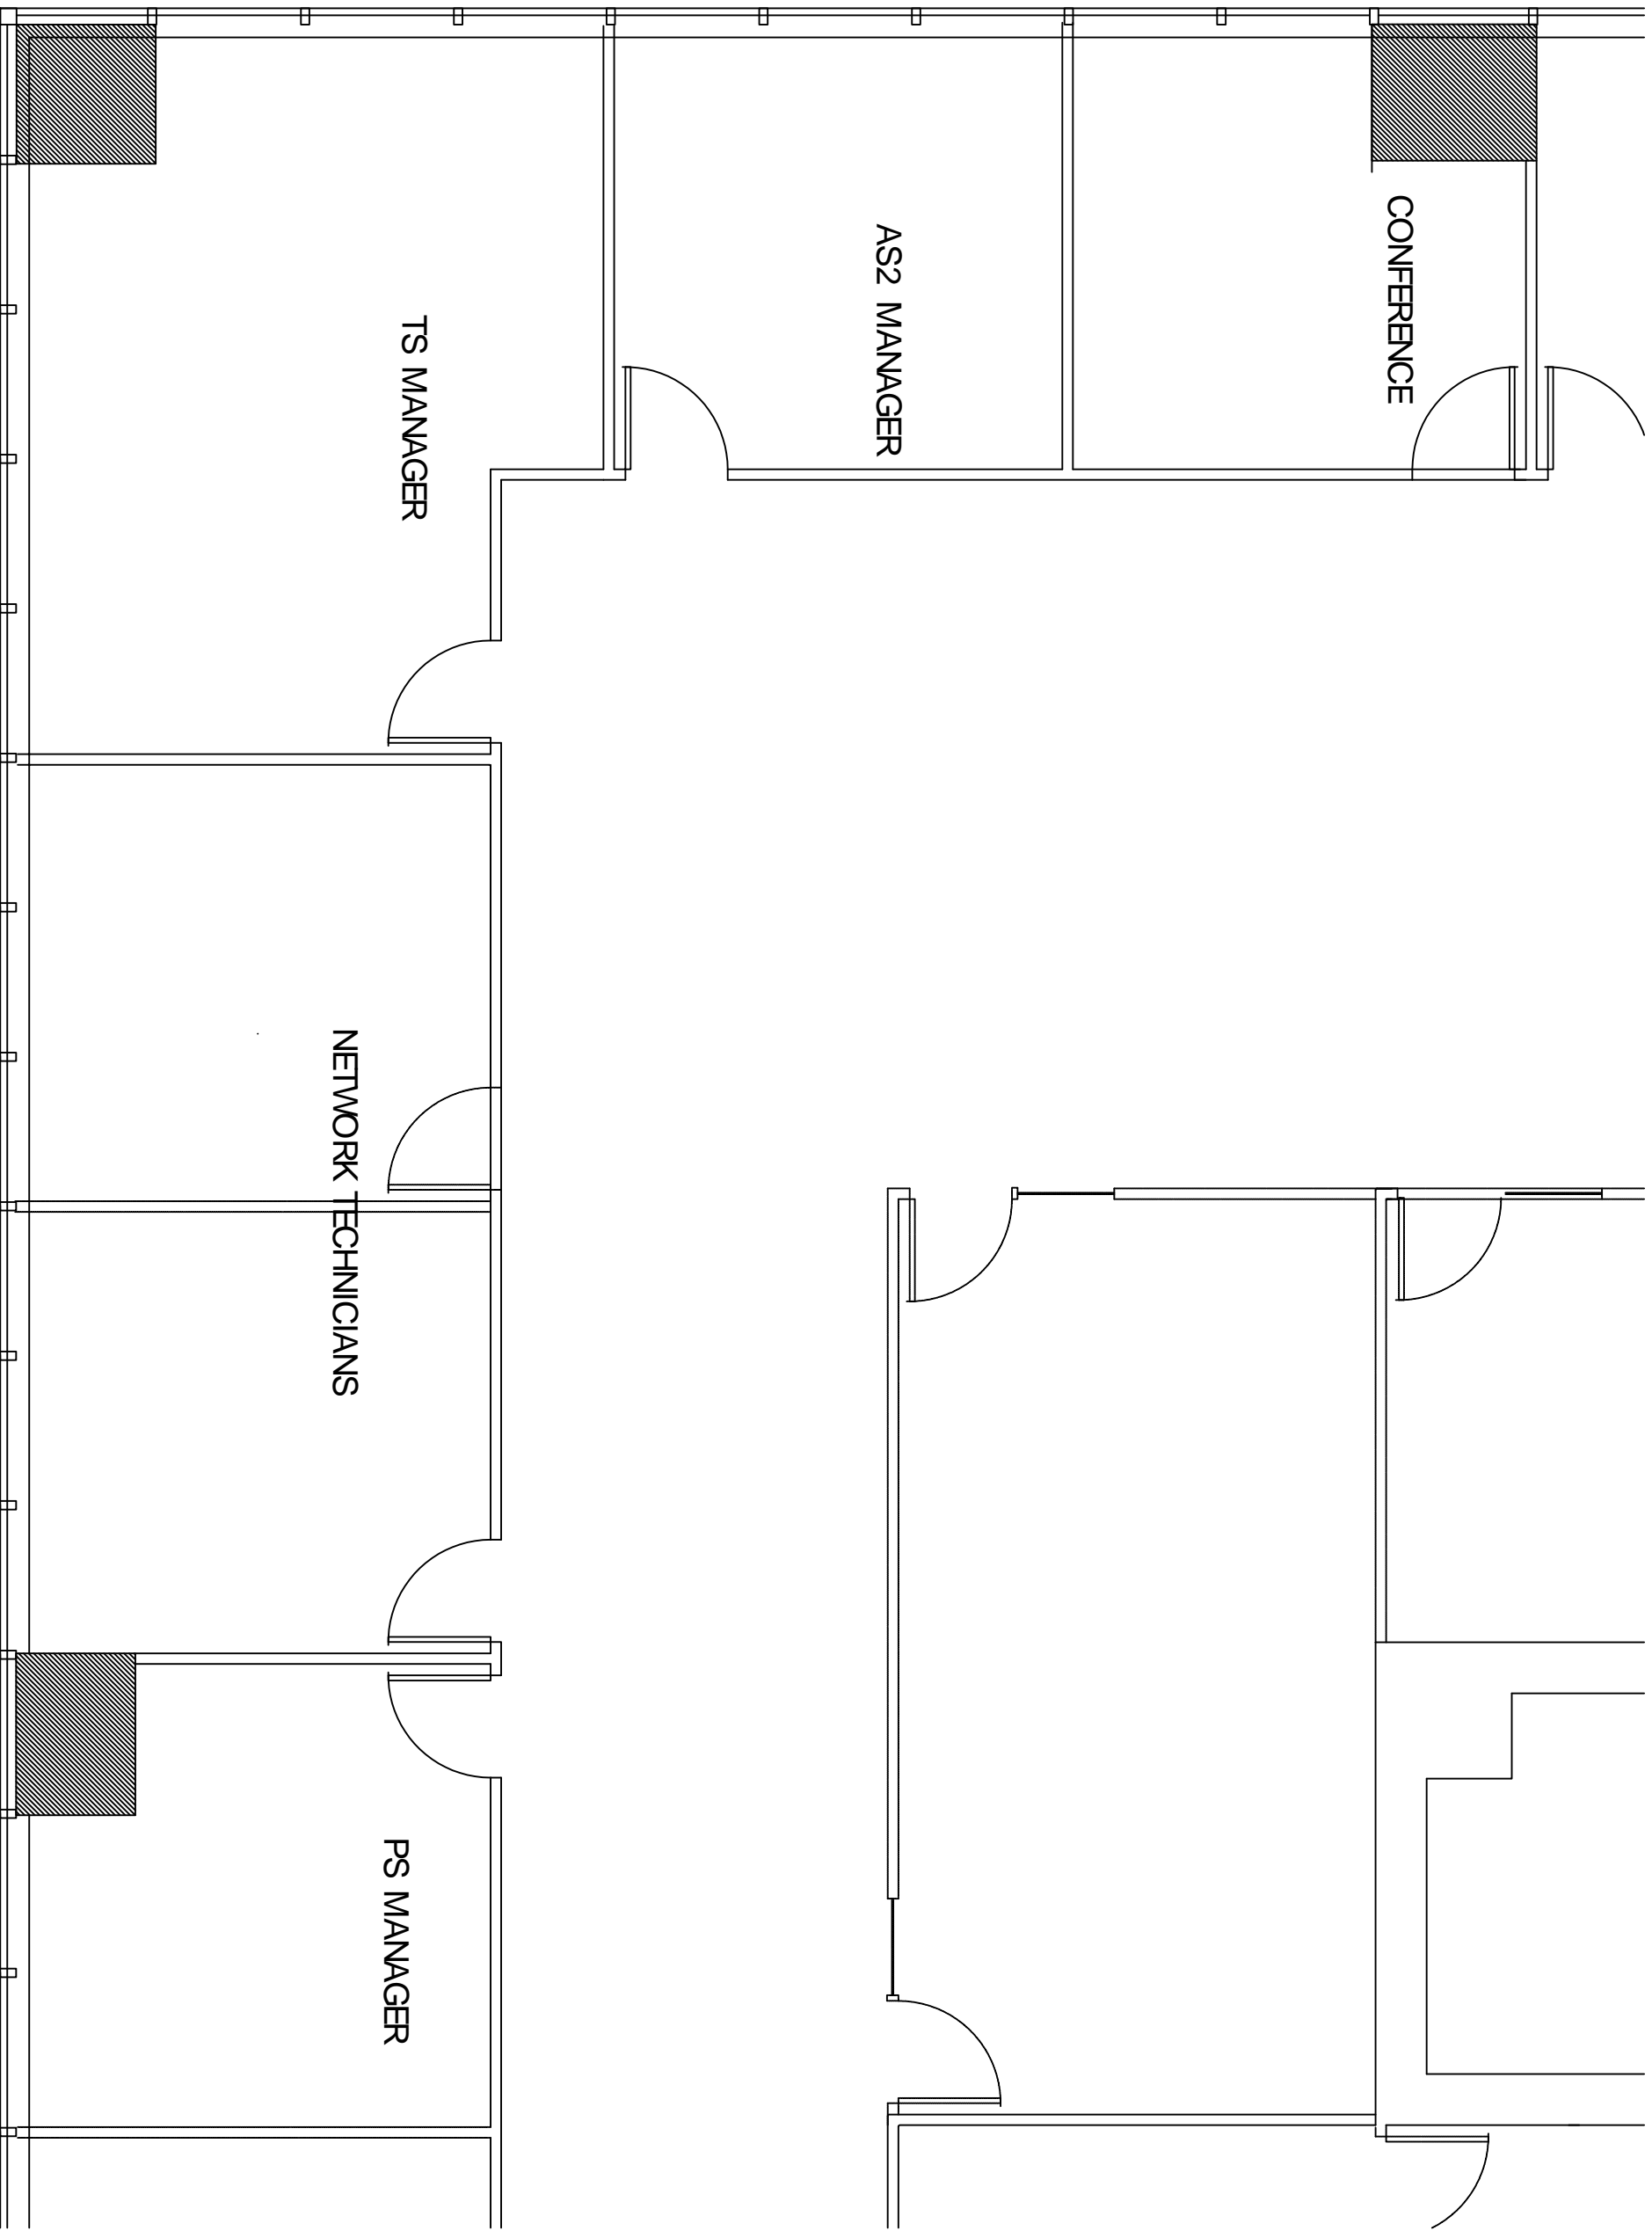 CONFERENCE
AS2 MANAGER
TS MANAGER
NETWORK TECHNICIANS
PS MANAGER